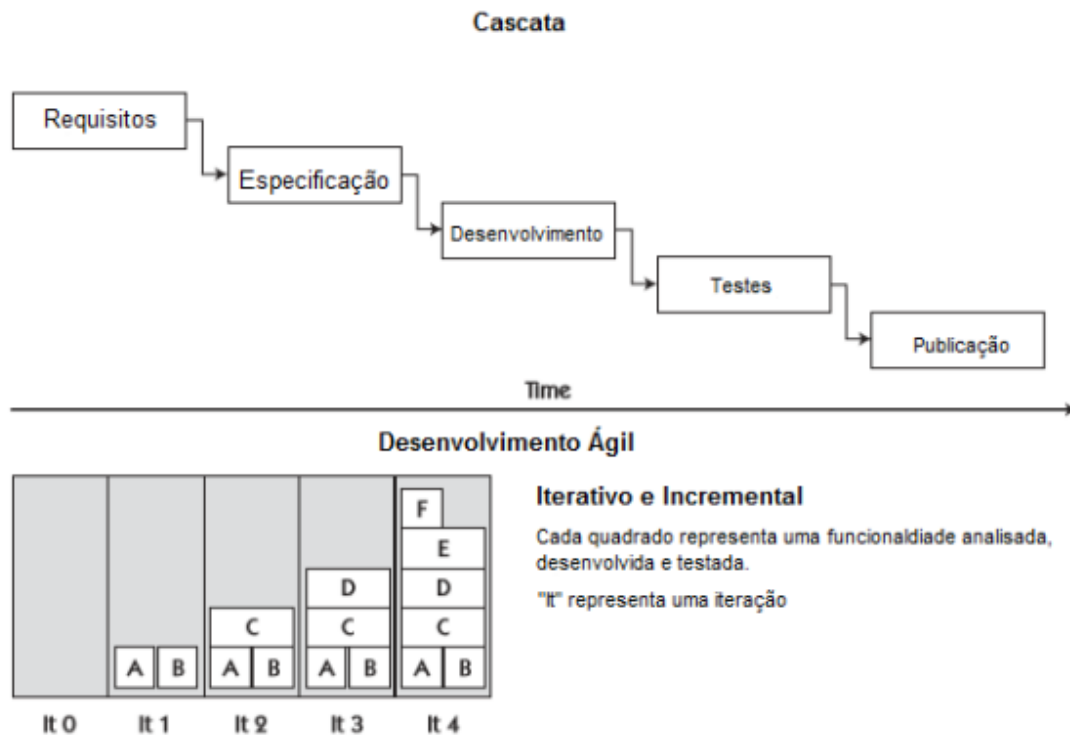 Cascata
Requisitos
Especificação
Desenvolvimento
Testes
Publicação
Time
Desenvolvimento Ágil
Iterativo e Incremental
Cada quadrado representa uma funcionaldiade analisada,
desenvolvida e testada.
"It" representa uma iteração
F
E
D D
C C C
A B A B A B A B
It 0 It 1 It 2 It 3 It 4